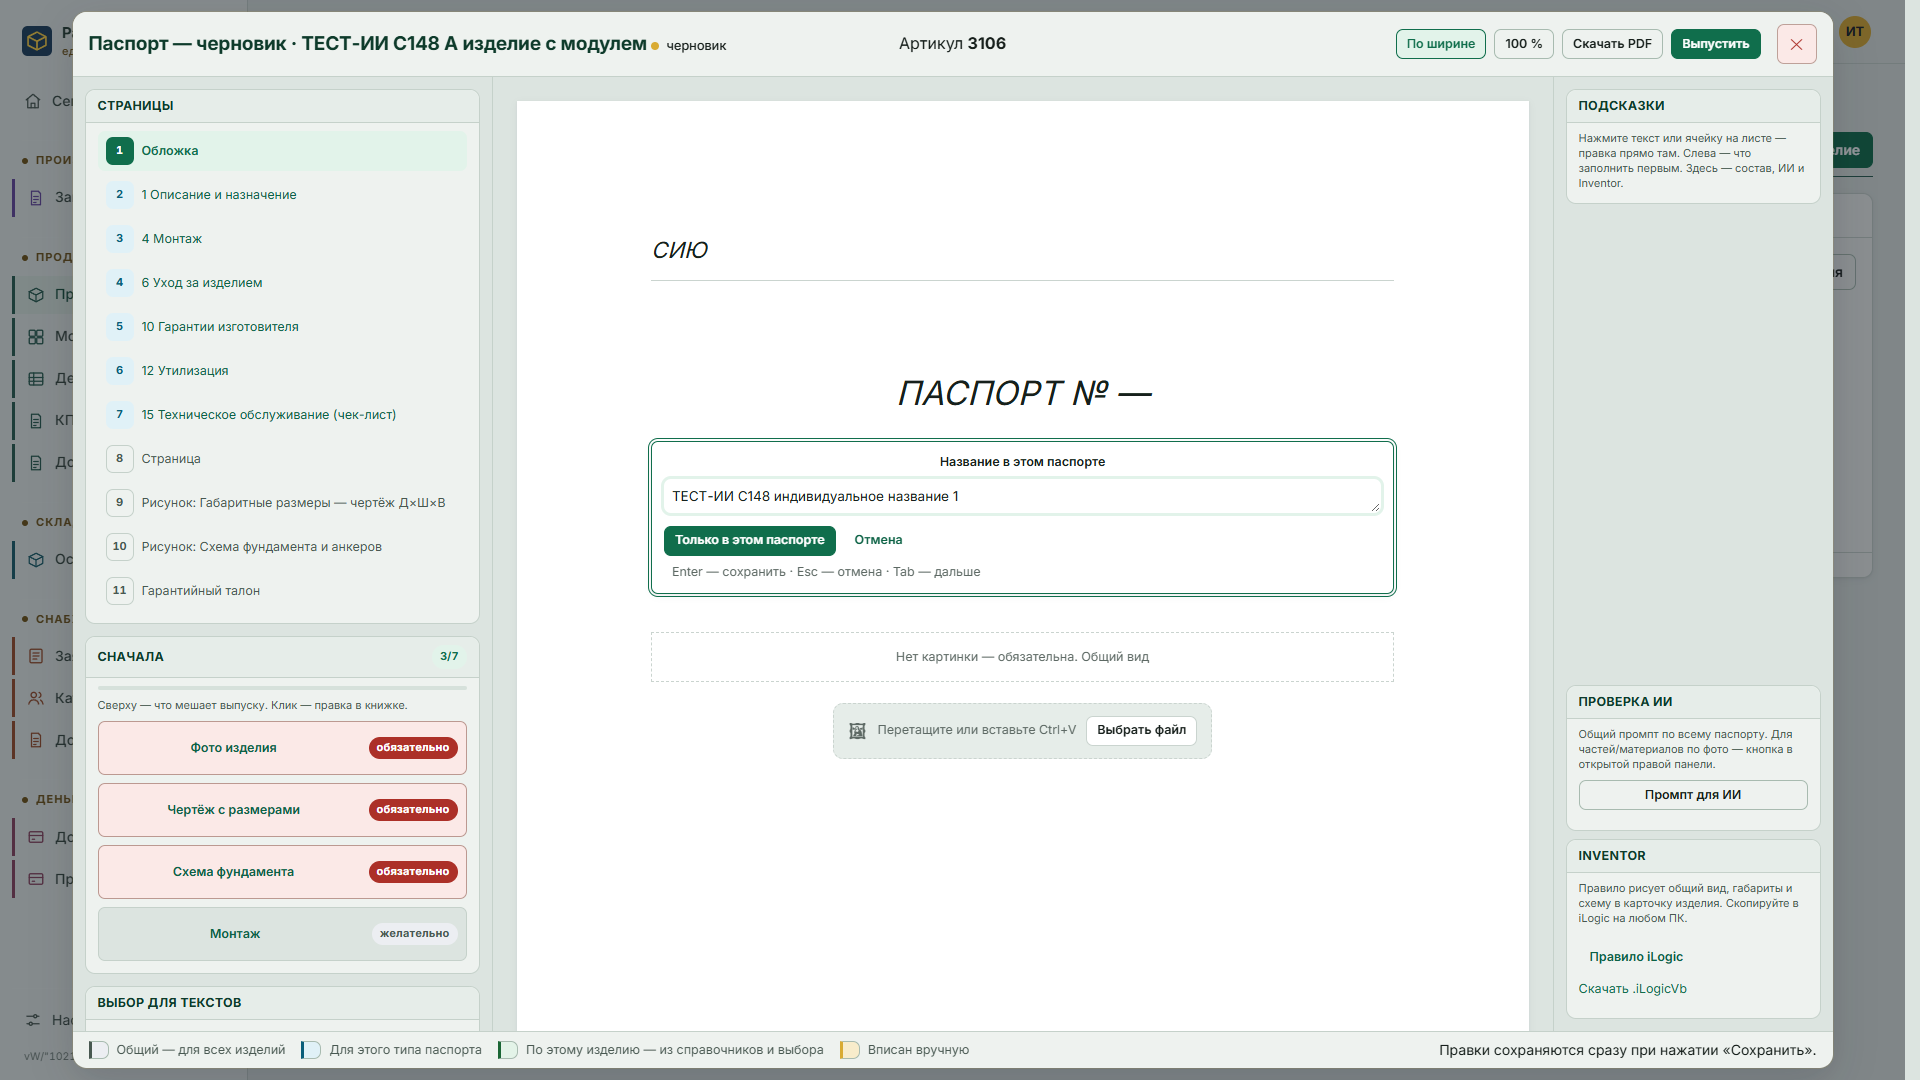 Паспорт — черновик · ТЕСТ-ИИ С148 А изделие с модулем
черновик
Артикул 3106
По ширине
100 %
Скачать PDF
Выпустить
ИТ
СТРАНИЦЫ
1 Обложка
2 1 Описание и назначение
3 4 Монтаж
4 6 Уход за изделием
5 10 Гарантии изготовителя
6 12 Утилизация
7 15 Техническое обслуживание (чек-лист)
8 Страница
9 Рисунок: Габаритные размеры — чертёж Д×Ш×В
10 Рисунок: Схема фундамента и анкеров
11 Гарантийный талон
СНАЧАЛА
3/7
Сверху — что мешает выпуску. Клик — правка в книжке.
Фото изделия
обязательно
Чертёж с размерами
обязательно
Схема фундамента
обязательно
Монтаж
желательно
ВЫБОР ДЛЯ ТЕКСТОВ
СИЮ
ПАСПОРТ № —
Название в этом паспорте
ТЕСТ-ИИ С148 индивидуальное название 1
Только в этом паспорте
Отмена
Enter — сохранить · Esc — отмена · Tab — дальше
Нет картинки — обязательна. Общий вид
Перетащите или вставьте Ctrl+V
Выбрать файл
ПОДСКАЗКИ
Нажмите текст или ячейку на листе —
правка прямо там. Слева — что
заполнить первым. Здесь — состав, ИИ и
Inventor.
ПРОВЕРКА ИИ
Общий промпт по всему паспорту. Для
частей/материалов по фото — кнопка в
открытой правой панели.
Промпт для ИИ
INVENTOR
Правило рисует общий вид, габариты и
схему в карточку изделия. Скопируйте в
iLogic на любом ПК.
Правило iLogic
Скачать .iLogicVb
Общий — для всех изделий
Для этого типа паспорта
По этому изделию — из справочников и выбора
Вписан вручную
Правки сохраняются сразу при нажатии «Сохранить».